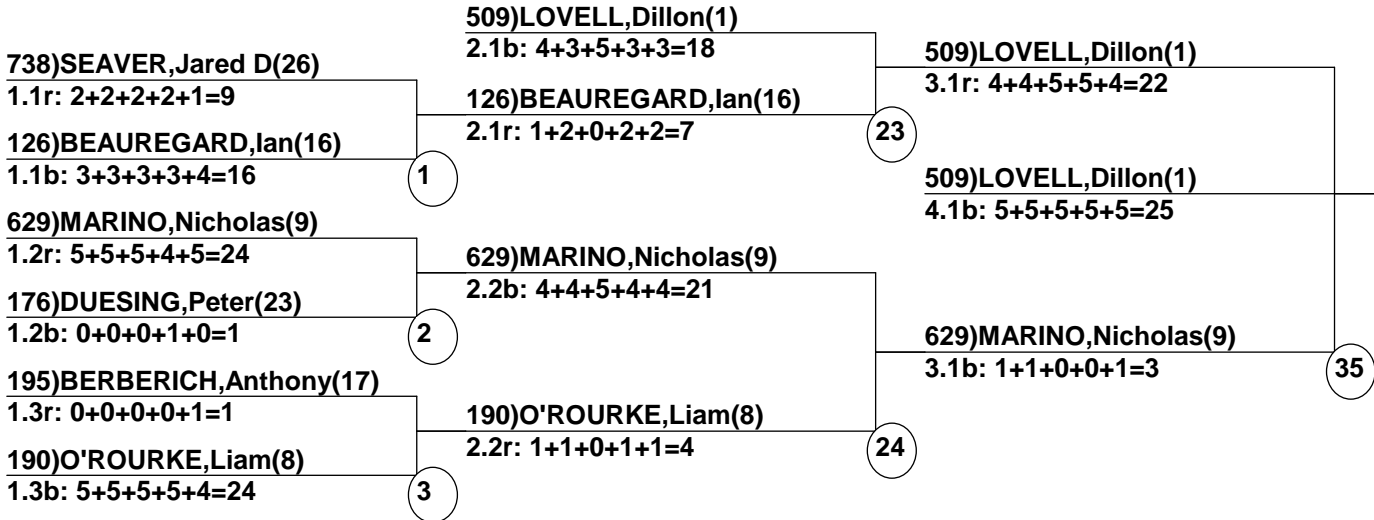 738)SEAVER,Jared D(26)
1.1r: 2+2+2+2+1=9
126)BEAUREGARD,Ian(16)
1.1b: 3+3+3+3+4=16
1
629)MARINO,Nicholas(9)
1.2r: 5+5+5+4+5=24
176)DUESING,Peter(23)
1.2b: 0+0+0+1+0=1
2
195)BERBERICH,Anthony(17)
1.3r: 0+0+0+0+1=1
190)O'ROURKE,Liam(8)
1.3b: 5+5+5+5+4=24
3
509)LOVELL,Dillon(1)
2.1b: 4+3+5+3+3=18
126)BEAUREGARD,Ian(16)
2.1r: 1+2+0+2+2=7
23
629)MARINO,Nicholas(9)
2.2b: 4+4+5+4+4=21
190)O'ROURKE,Liam(8)
2.2r: 1+1+0+1+1=4
24
509)LOVELL,Dillon(1)
3.1r: 4+4+5+5+4=22
509)LOVELL,Dillon(1)
4.1b: 5+5+5+5+5=25
629)MARINO,Nicholas(9)
3.1b: 1+1+0+0+1=3
35